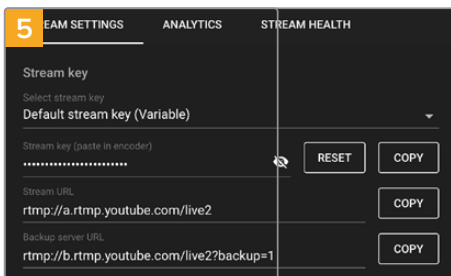 5
EAM SETTINGS ANALYTICS STREAM HEALTH
Stream key
Select stream key
Default stream key (Variable)
Stream key (paste in encoder)
•••••••••••••••••••••••• RESET COPY
Stream URL
rtmp://a.rtmp.youtube.com/live2 COPY
Backup server URL
rtmp://b.rtmp.youtube.com/live2?backup=1 COPY